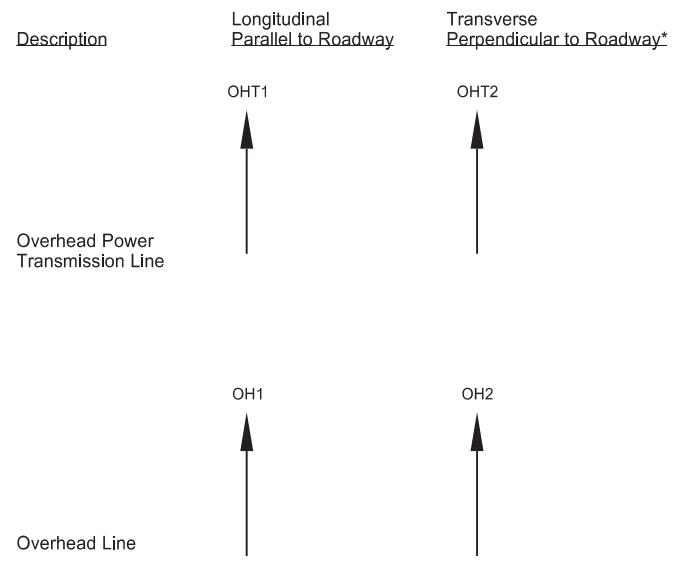 Description
Longitudinal
Parallel to Roadway
Transverse
Perpendicular to Roadway*
OHT1
OHT2
Overhead Power
Transmission Line
OH1
OH2
Overhead Line